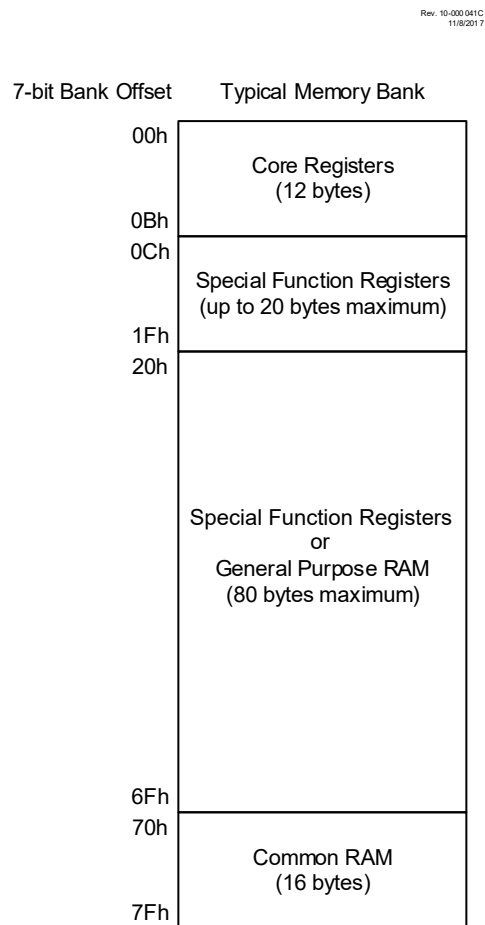 Rev. 10-000 041C
11/8/2017
7-bit Bank Offset Typical Memory Bank
00h
Core Registers
(12 bytes)
0Bh
0Ch
Special Function Registers
(up to 20 bytes maximum)
1Fh
20h
Special Function Registers
or
General Purpose RAM
(80 bytes maximum)
6Fh
70h
Common RAM
(16 bytes)
7Fh